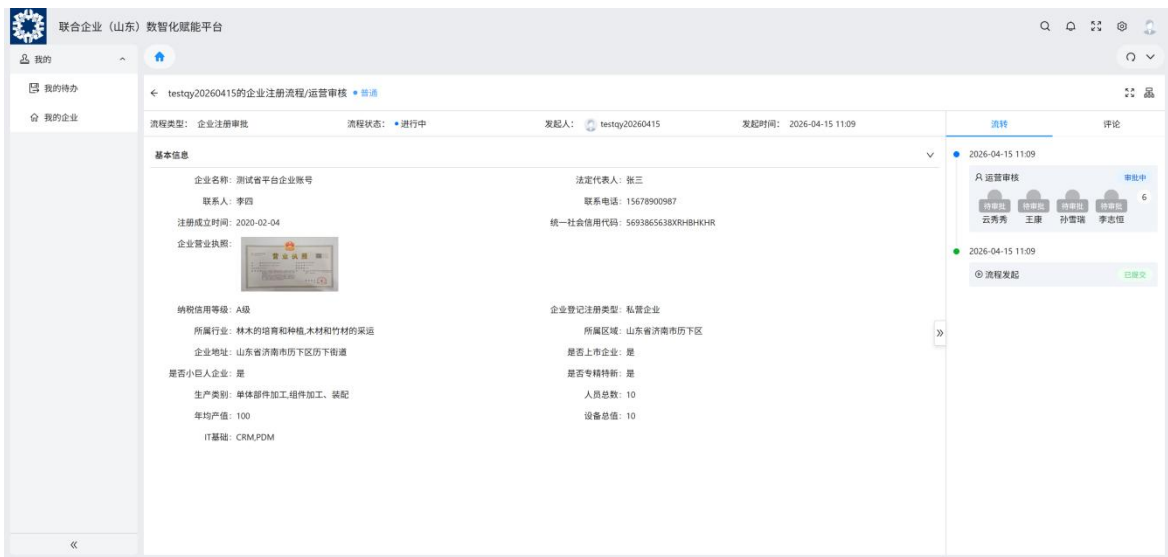 联合企业（山东）数智化赋能平台
我的
我的待办
我的企业
testqy20260415的企业注册流程/运营审核 普通
流程类型： 企业注册审批 流程状态： 进行中 发起人： testqy20260415 发起时间： 2026-04-15 11:09
流转 评论
基本信息
2026-04-15 11:09
运营审核 审批中
待审批 待审批 待审批 待审批 6
云秀秀 王康 孙雪瑞 李志恒
2026-04-15 11:09
流程发起 已提交
企业名称: 测试省平台企业账号 法定代表人: 张三
联系人: 李四 联系电话: 15678900987
注册成立时间: 2020-02-04 统一社会信用代码: 5693865638XRHBHKHR
企业营业执照:
营业执照
纳税信用等级: A级 企业登记注册类型: 私营企业
所属行业: 林木的培育和种植,木材和竹材的采运 所属区域: 山东省济南市历下区
企业地址: 山东省济南市历下区历下街道 是否上市企业: 是
是否小巨人企业: 是 是否专精特新: 是
生产类别: 单体部件加工,组件加工、装配 人员总数: 10
年均产值: 100 设备总值: 10
IT基础: CRM,PDM